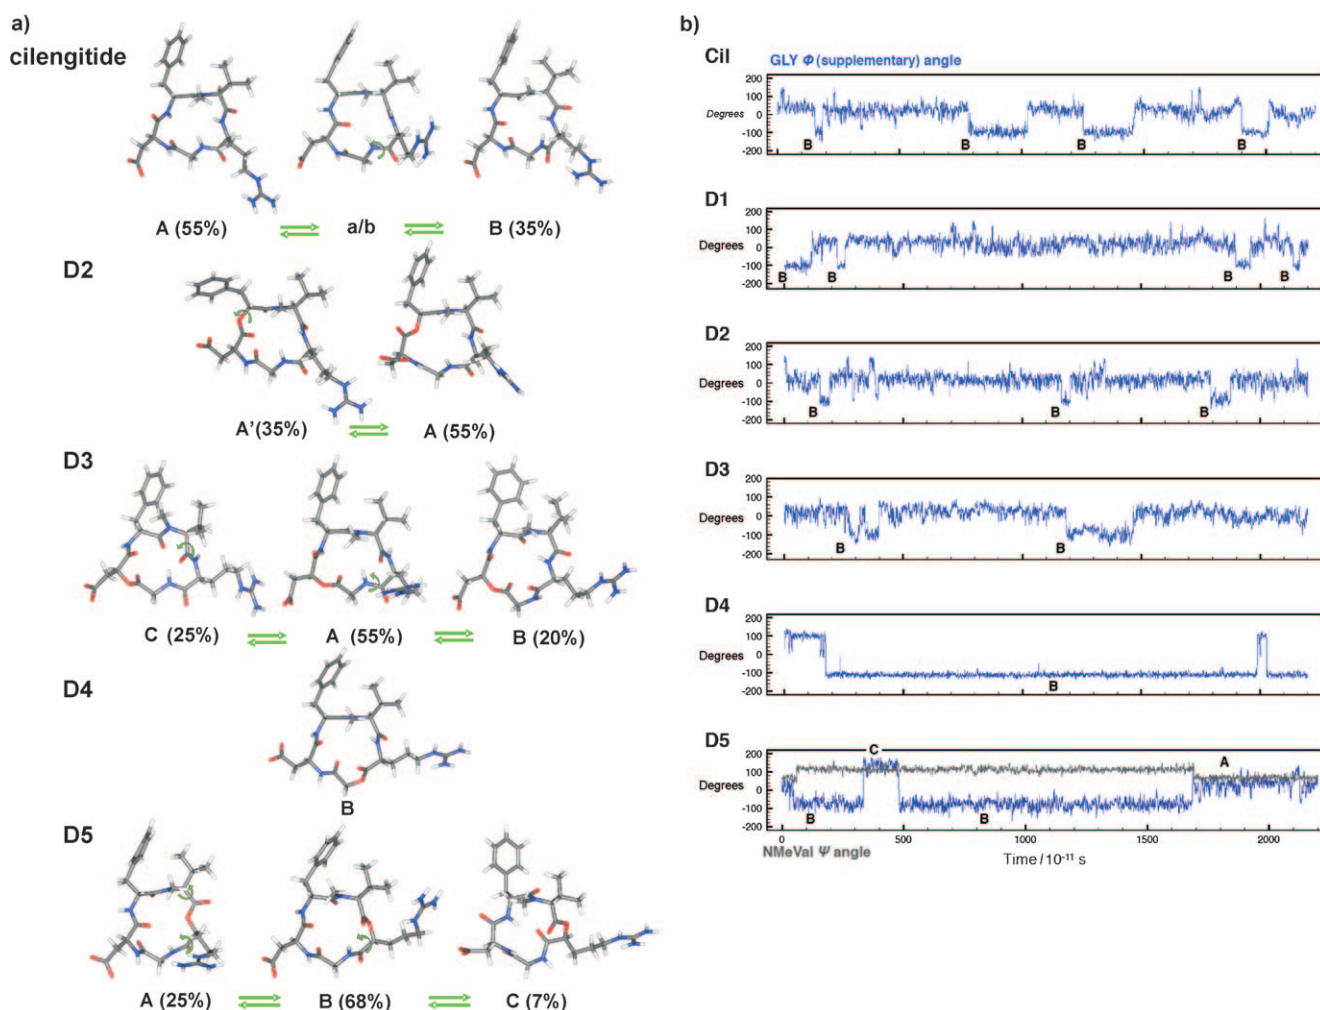 a)
cilengitide
A (55%)
a/b
B (35%)
D2
A'(35%)
A (55%)
D3
C (25%)
A (55%)
B (20%)
D4
B
D5
A (25%)
B (68%)
C (7%)
b)
Cil
GLY Φ (supplementary) angle
200
100
Degrees 0
-100
-200
B B B B
D1
200
100
Degrees 0
-100
-200
B B B B
D2
200
100
Degrees 0
-100
-200
B B B
D3
200
100
Degrees 0
-100
-200
B B
D4
200
100
Degrees 0
-100
-200
B
D5
C
A
200
100
Degrees 0
-100
-200
B B
0 500 1000 1500 2000
NMeVal Ψ angle
Time / 10⁻¹¹ s